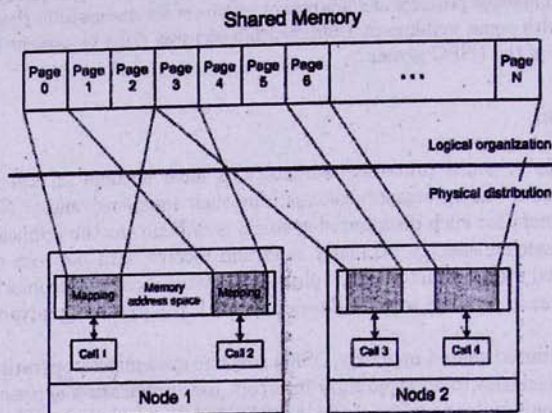 Shared Memory
Page 0 Page 1 Page 2 Page 3 Page 4 Page 5 Page 6 ... Page N
Logical organization
Physical distribution
Mapping Memory address space Mapping
Call 1 Call 2 Call 3 Call 4
Node 1 Node 2